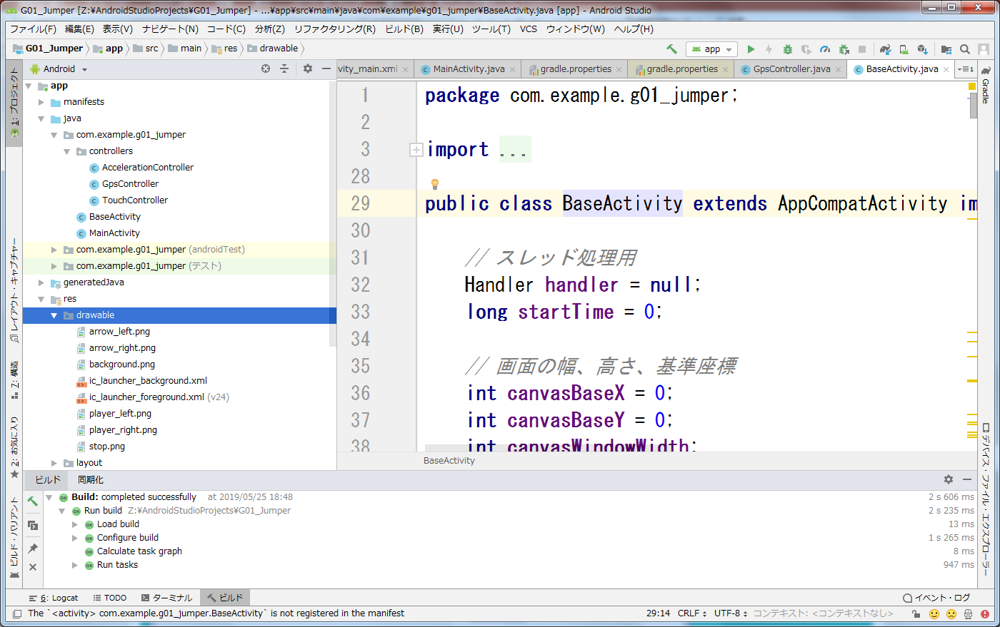 G01_Jumper [Z:¥AndroidStudioProjects¥G01_Jumper] - ...¥app¥src¥main¥java¥com¥example¥g01_jumper¥BaseActivity.java [app] - Android Studio
ファイル(F) 編集(E) 表示(V) ナビゲート(N) コード(C) 分析(Z) リファクタリング(R) ビルド(B) 実行(U) ツール(T) VCS ウィンドウ(W) ヘルプ(H)
G01_Jumper app src main res drawable app
Android
ivity_main.xml MainActivity.java gradle.properties gradle.properties GpsController.java BaseActivity.java 1
1: プロジェクト
レイアウト・キャプチャー
7: 構造
2: お気に入り
ビルド・バリアント
app
manifests
java
com.example.g01_jumper
controllers
AccelerationController
GpsController
TouchController
BaseActivity
MainActivity
com.example.g01_jumper (androidTest)
com.example.g01_jumper (テスト)
generatedJava
res
drawable
arrow_left.png
arrow_right.png
background.png
ic_launcher_background.xml
ic_launcher_foreground.xml (v24)
player_left.png
player_right.png
stop.png
layout
1 package com.example.g01_jumper;
2
3 import ...
28
29 public class BaseActivity extends AppCompatActivity im
30
31 // スレッド処理用
32 Handler handler = null;
33 long startTime = 0;
34
35 // 画面の幅、高さ、基準座標
36 int canvasBaseX = 0;
37 int canvasBaseY = 0;
38 int canvasWindowWidth;
BaseActivity
Gradle
デバイス・ファイル・エクスプローラー
ビルド 同期化
Build: completed successfully at 2019/05/25 18:48 2 s 606 ms
Run build Z:¥AndroidStudioProjects¥G01_Jumper 2 s 235 ms
Load build 13 ms
Configure build 1 s 265 ms
Calculate task graph 8 ms
Run tasks 947 ms
6: Logcat TODO ターミナル ビルド イベント・ログ
The `<activity> com.example.g01_jumper.BaseActivity` is not registered in the manifest 29:14 CRLF UTF-8 コンテキスト: <コンテキストなし>